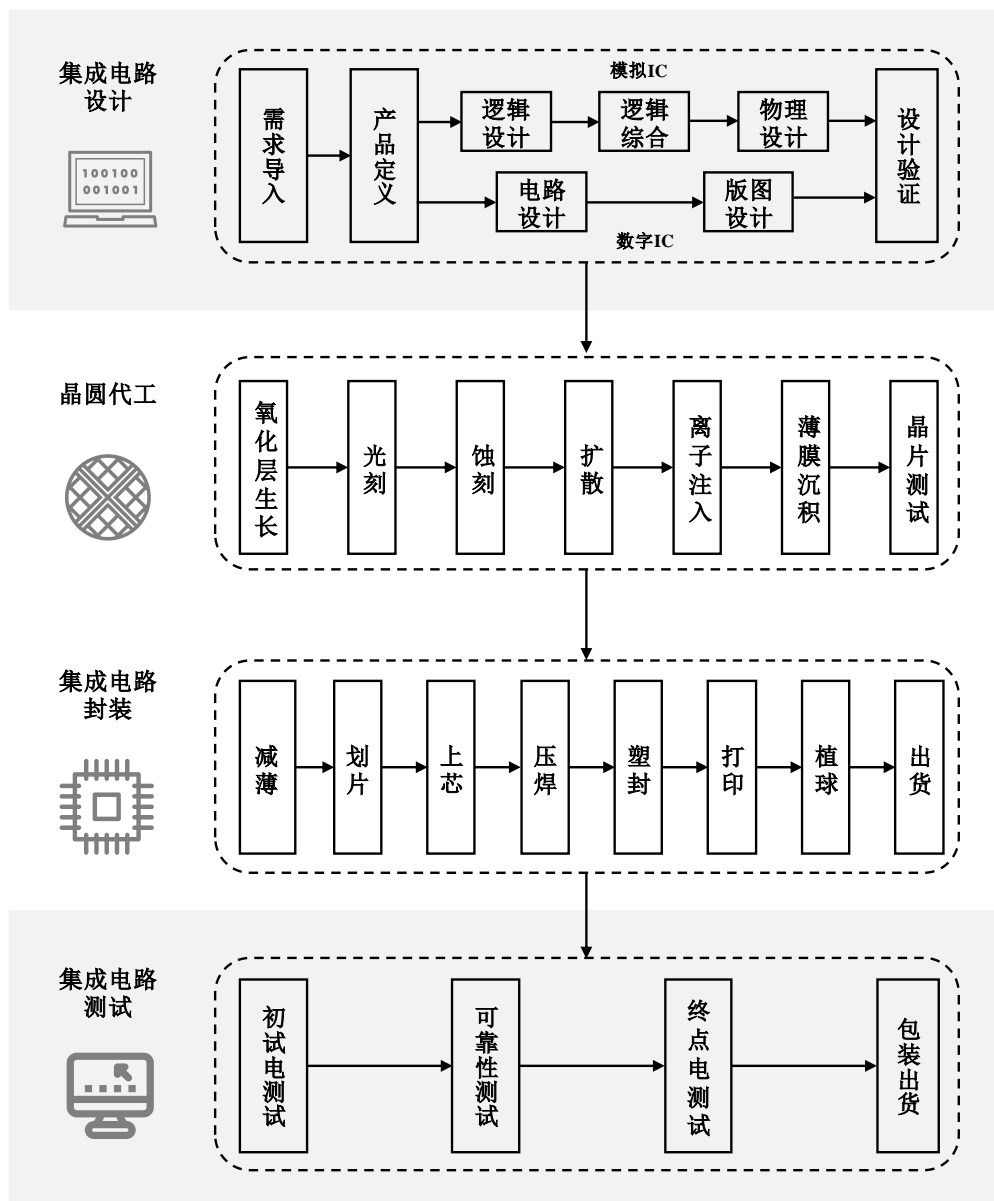 集成电路
设计
100100
001001
需求导入
产品定义
模拟IC
逻辑
设计
逻辑
综合
物理
设计
电路
设计
版图
设计
数字IC
设计验证
晶圆代工
氧化层生长
光刻
蚀刻
扩散
离子注入
薄膜沉积
晶片测试
集成电路
封装
减薄
划片
上芯
压焊
塑封
打印
植球
出货
集成电路
测试
初试电测试
可靠性测试
终点电测试
包装出货